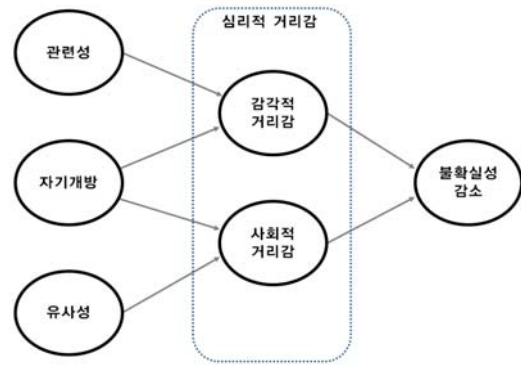 심리적 거리감
관련성
감각적
거리감
자기개방
불확실성
감소
사회적
거리감
유사성